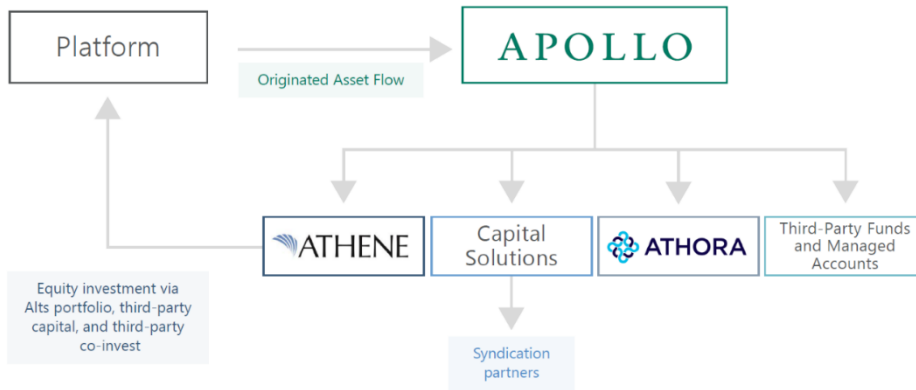 Platform
Originated Asset Flow
APOLLO
ATHENE
Capital
Solutions
ATHORA
Third-Party Funds
and Managed
Accounts
Equity investment via
Alts portfolio, third-party
capital, and third-party
co-invest
Syndication
partners